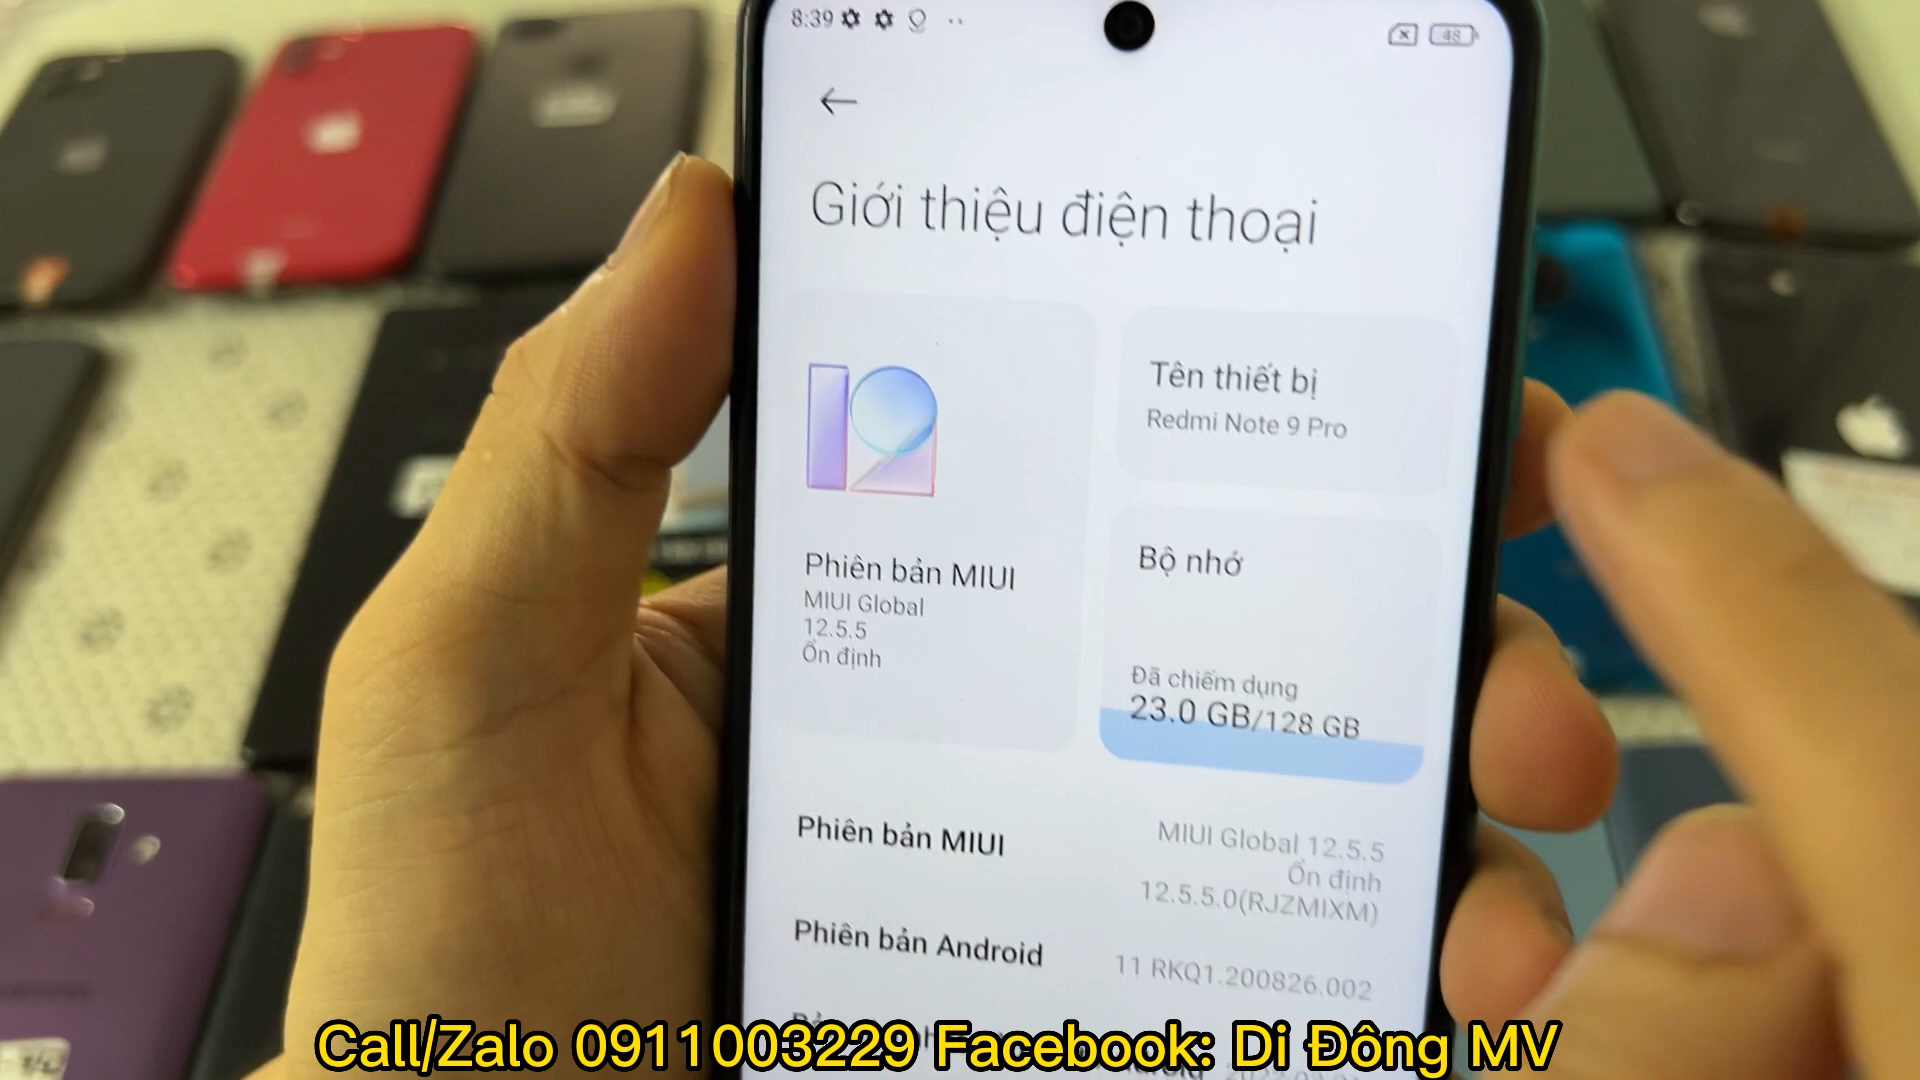 8:39
48
Giới thiệu điện thoại
Tên thiết bị
Redmi Note 9 Pro
Phiên bản MIUI
MIUI Global
12.5.5
Ổn định
Bộ nhớ
Đã chiếm dụng
23.0 GB/128 GB
Phiên bản MIUI
MIUI Global 12.5.5
Ổn định
12.5.5.0(RJZMIXM)
Phiên bản Android
11 RKQ1.200826.002
Call/Zalo 0911003229 Facebook: Di Đông MV